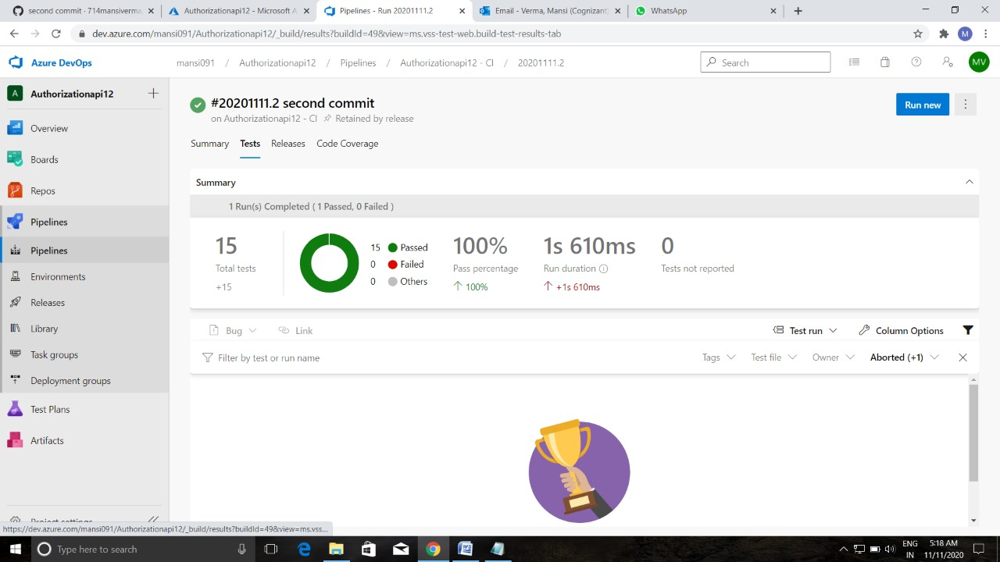 second commit · 714mansiverma
Authorizationapi12 - Microsoft A
Pipelines - Run 20201111.2
Email - Verma, Mansi (Cognizant)
WhatsApp
dev.azure.com/mansi091/Authorizationapi12/_build/results?buildId=49&view=ms.vss-test-web.build-test-results-tab
M
Azure DevOps
mansi091 / Authorizationapi12 / Pipelines / Authorizationapi12 - CI / 20201111.2
Search
MV
A
Authorizationapi12
Overview
Boards
Repos
Pipelines
Pipelines
Environments
Releases
Library
Task groups
Deployment groups
Test Plans
Artifacts
Project settings
#20201111.2 second commit
on Authorizationapi12 - CI Retained by release
Run new
Summary Tests Releases Code Coverage
Summary
1 Run(s) Completed ( 1 Passed, 0 Failed )
15
Total tests
+15
15 Passed
0 Failed
0 Others
100%
Pass percentage
100%
1s 610ms
Run duration
+1s 610ms
0
Tests not reported
Bug Link Test run Column Options
Filter by test or run name Tags Test file Owner Aborted (+1)
https://dev.azure.com/mansi091/Authorizationapi12/_build/results?buildId=49&view=ms.vss...
Type here to search
ENG
IN
5:18 AM
11/11/2020